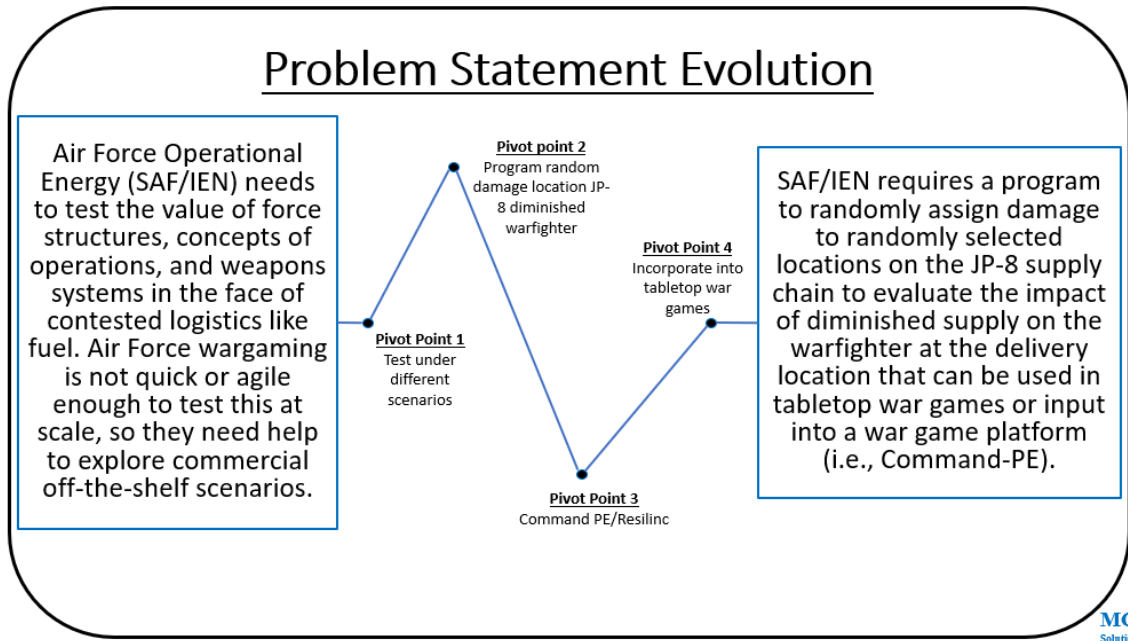 Problem Statement Evolution
Air Force Operational
Energy (SAF/IEN) needs
to test the value of force
structures, concepts of
operations, and weapons
systems in the face of
contested logistics like
fuel. Air Force wargaming
is not quick or agile
enough to test this at
scale, so they need help
to explore commercial
off-the-shelf scenarios.
Pivot Point 1
Test under
different
scenarios
Pivot point 2
Program random
damage location JP-
8 diminished
warfighter
Pivot Point 3
Command PE/Resilinc
Pivot Point 4
Incorporate into
tabletop war
games
SAF/IEN requires a program
to randomly assign damage
to randomly selected
locations on the JP-8 supply
chain to evaluate the impact
of diminished supply on the
warfighter at the delivery
location that can be used in
tabletop war games or input
into a war game platform
(i.e., Command-PE).